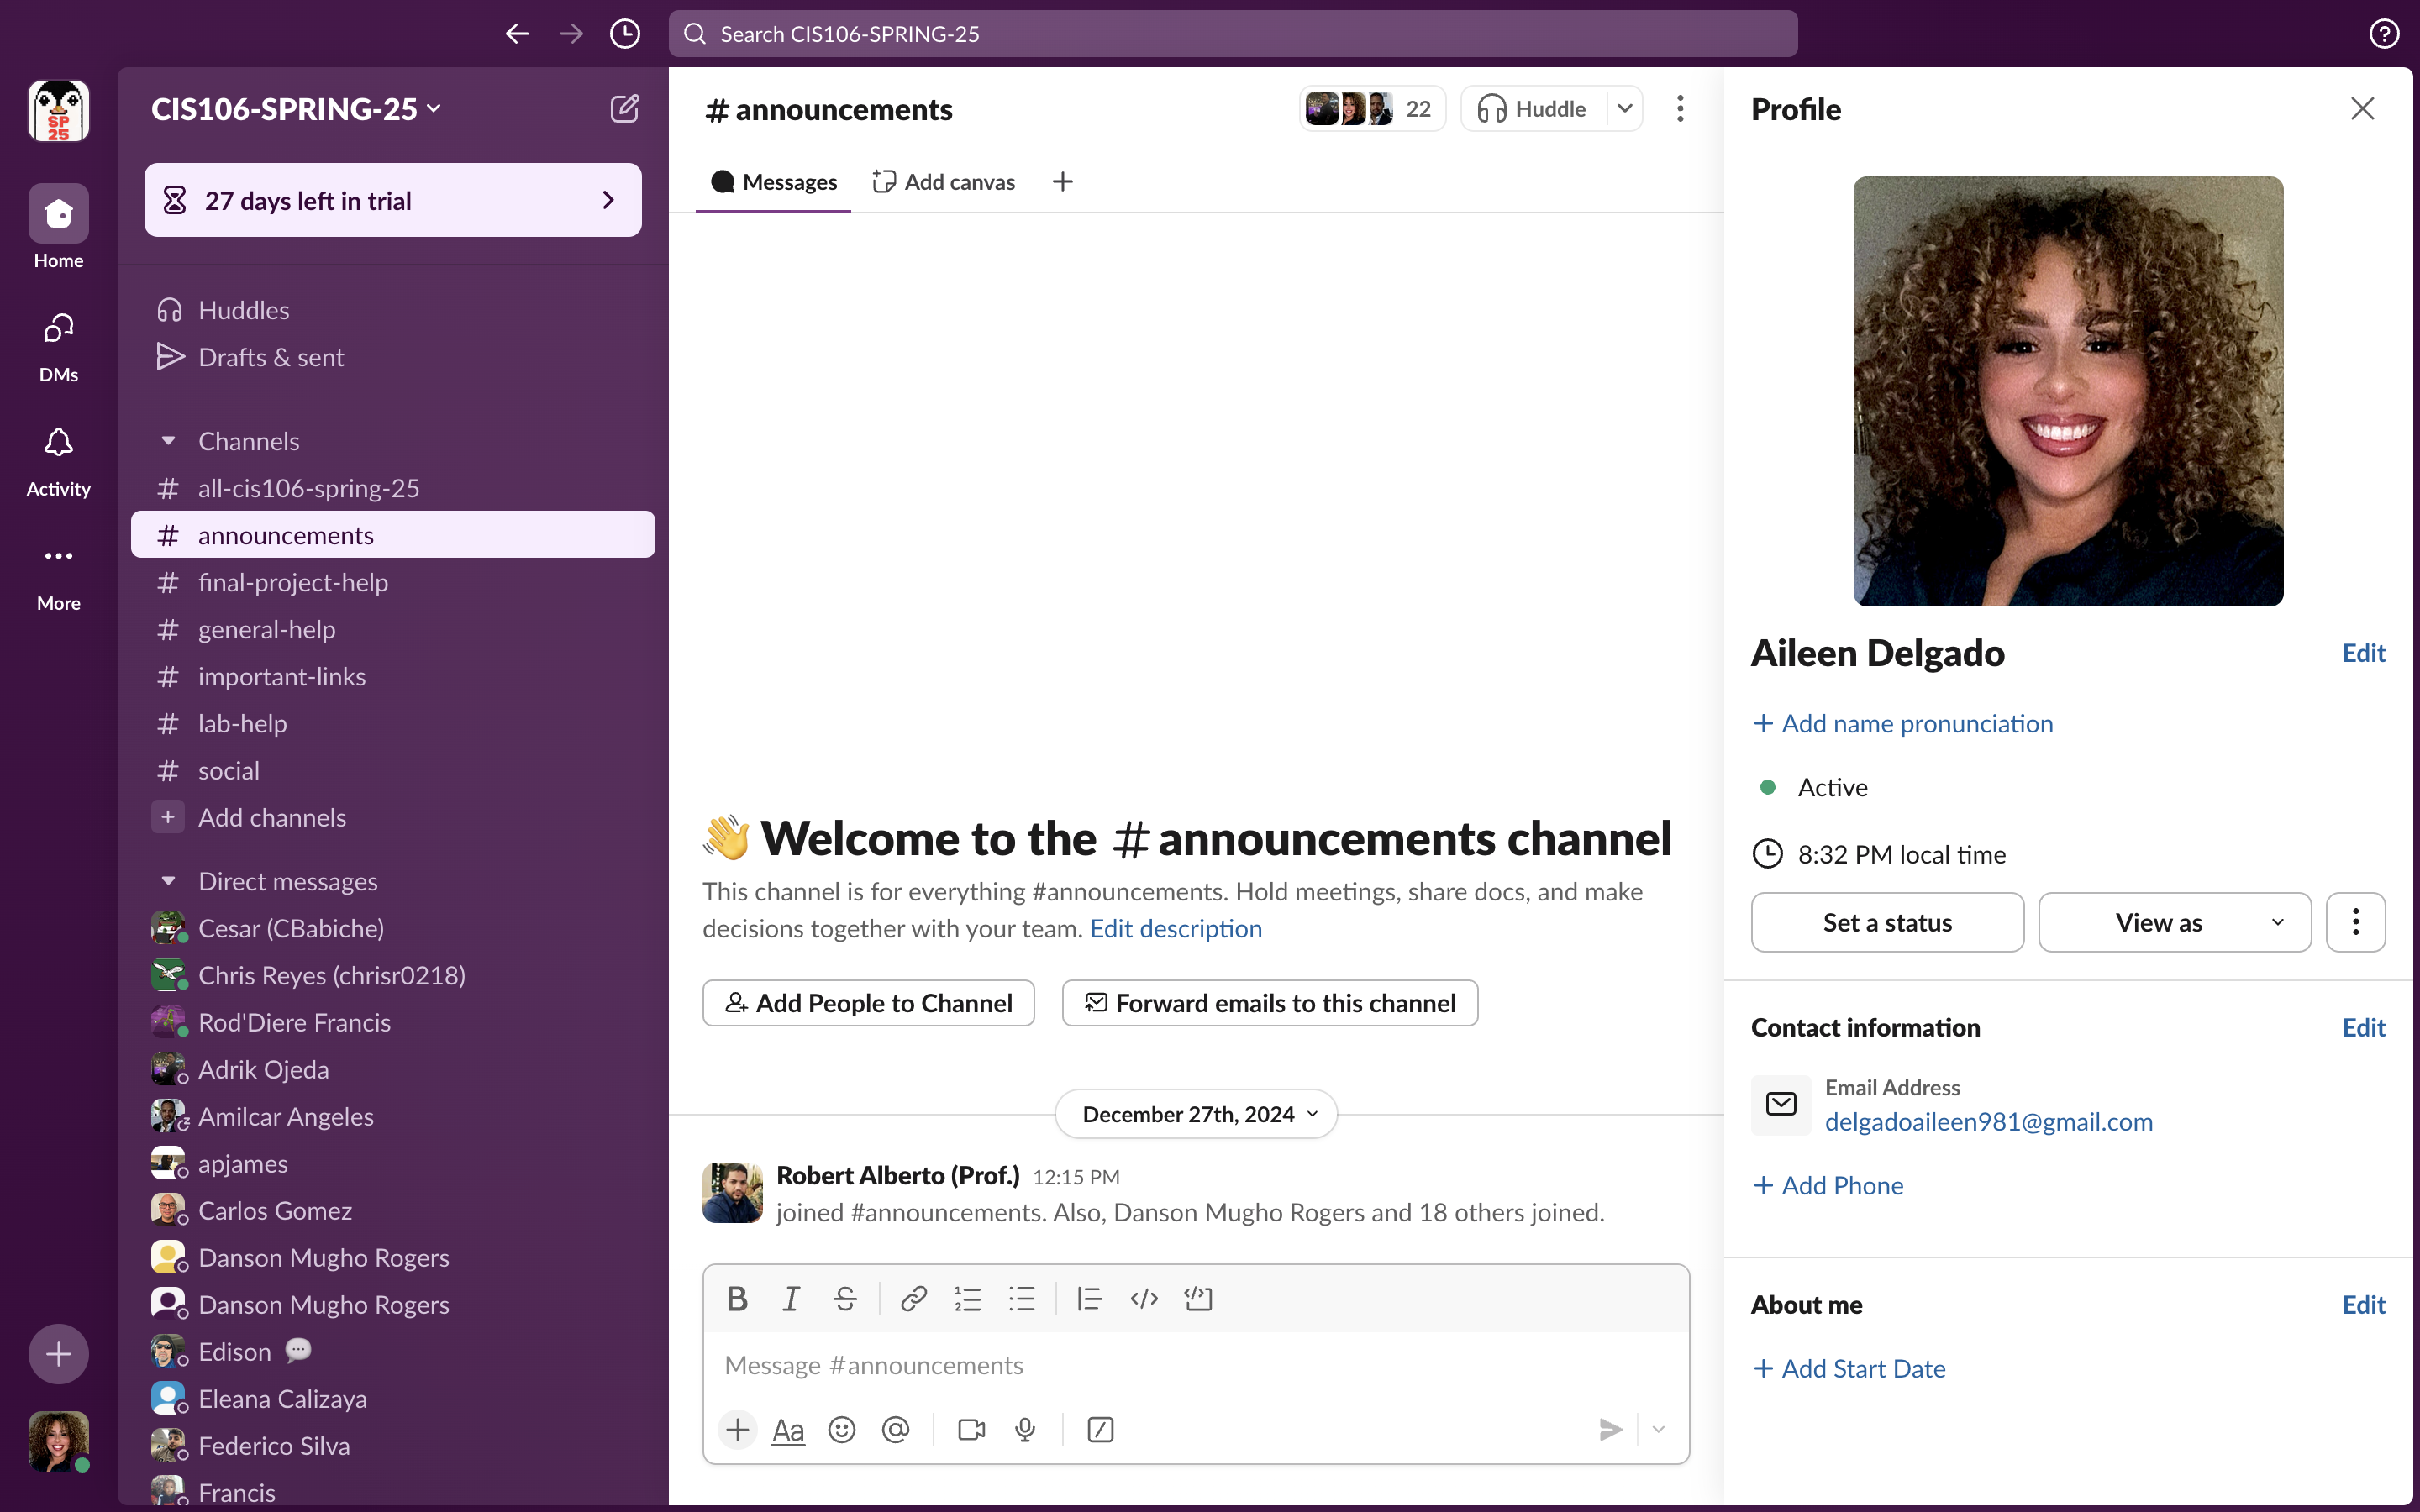 Search CIS106-SPRING-25
SP
25
Home
DMs
Activity
More
CIS106-SPRING-25
27 days left in trial
Huddles
Drafts & sent
Channels
# all-cis106-spring-25
# announcements
# final-project-help
# general-help
# important-links
# lab-help
# social
+ Add channels
Direct messages
Cesar (CBabiche)
Chris Reyes (chrisr0218)
Rod'Diere Francis
Adrik Ojeda
Amilcar Angeles
apjames
Carlos Gomez
Danson Mugho Rogers
Danson Mugho Rogers
Edison
Eleana Calizaya
Federico Silva
Francis
# announcements
22
Huddle
Messages
Add canvas
👋 Welcome to the # announcements channel
This channel is for everything #announcements. Hold meetings, share docs, and make
decisions together with your team. Edit description
Add People to Channel
Forward emails to this channel
December 27th, 2024
Robert Alberto (Prof.) 12:15 PM
joined #announcements. Also, Danson Mugho Rogers and 18 others joined.
Message #announcements
Aa
Profile
Aileen Delgado
Edit
+ Add name pronunciation
Active
8:32 PM local time
Set a status
View as
Contact information
Edit
Email Address
delgadoaileen981@gmail.com
+ Add Phone
About me
Edit
+ Add Start Date